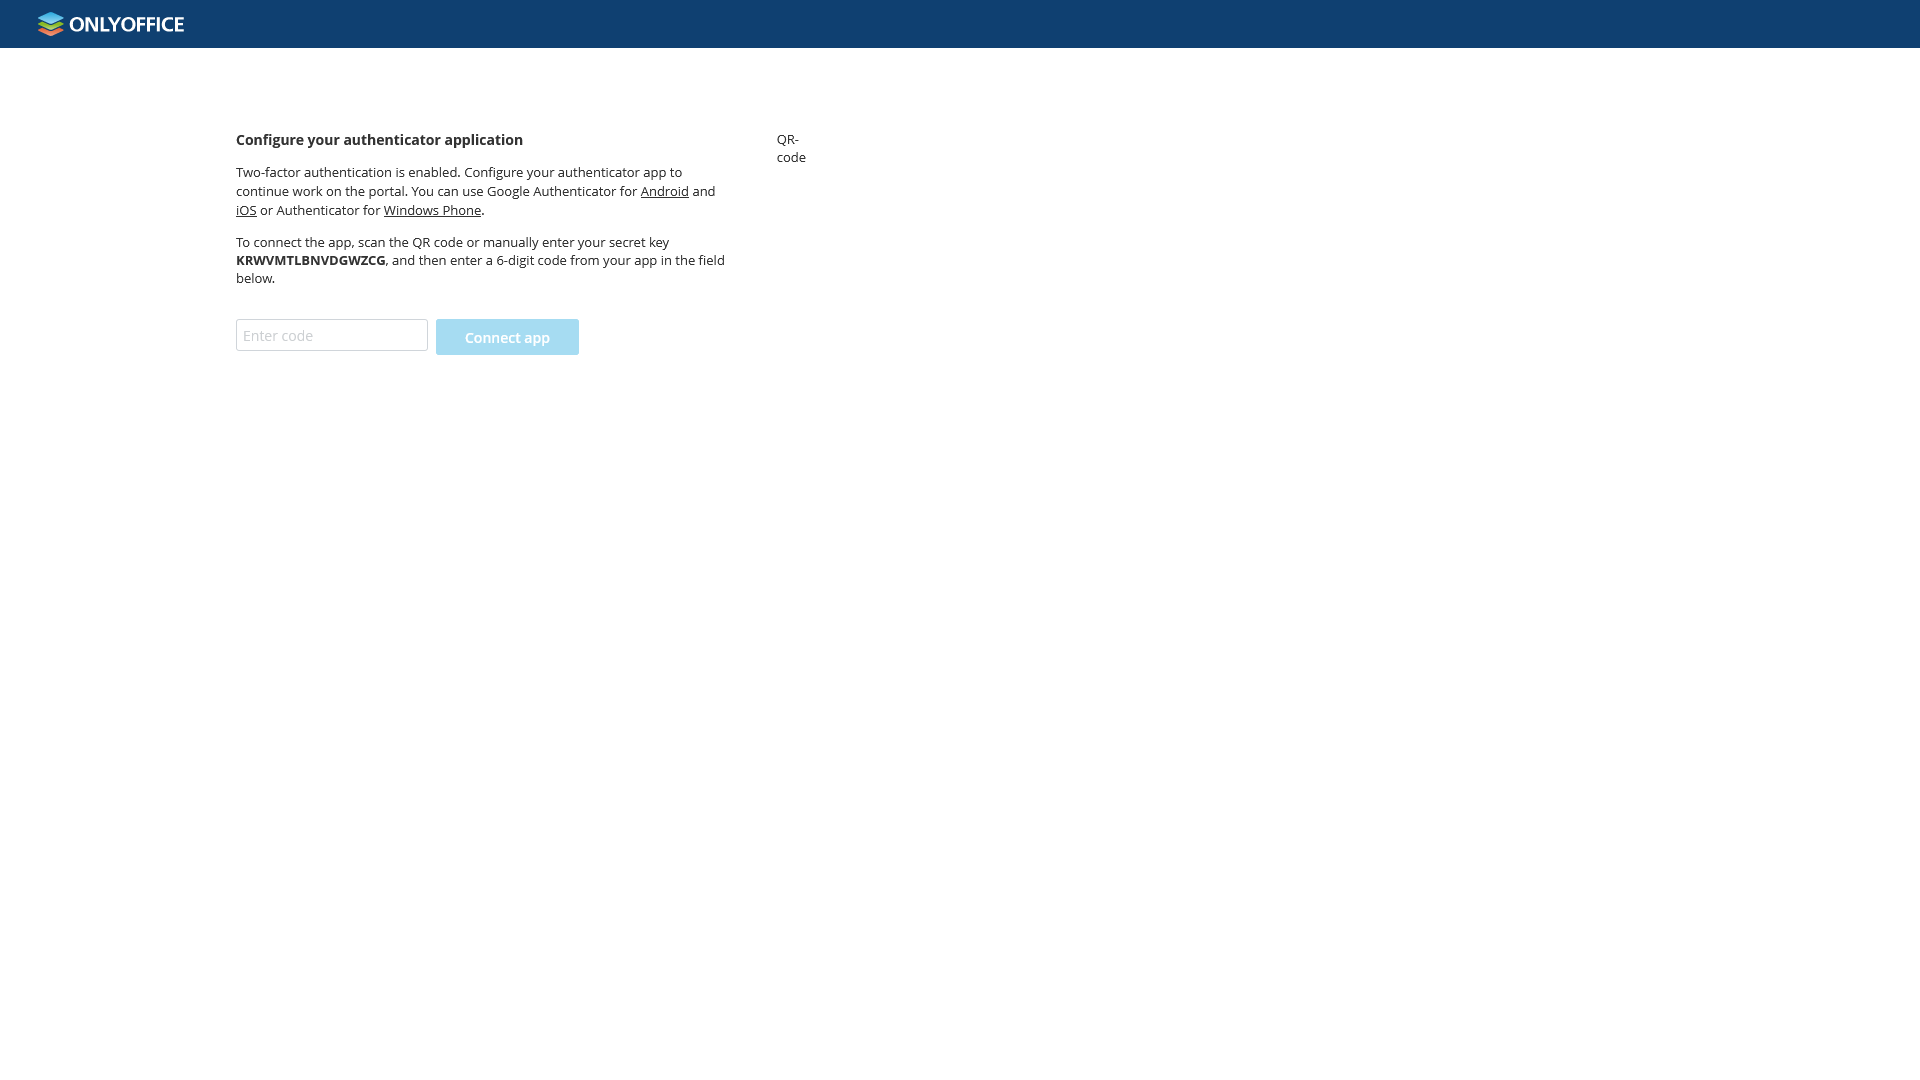 ONLYOFFICE
Configure your authenticator application
Two-factor authentication is enabled. Configure your authenticator app to
continue work on the portal. You can use Google Authenticator for Android and
iOS or Authenticator for Windows Phone.
To connect the app, scan the QR code or manually enter your secret key
KRWVMTLBNVDGWZCG, and then enter a 6-digit code from your app in the field
below.
Enter code
Connect app
QR-
code